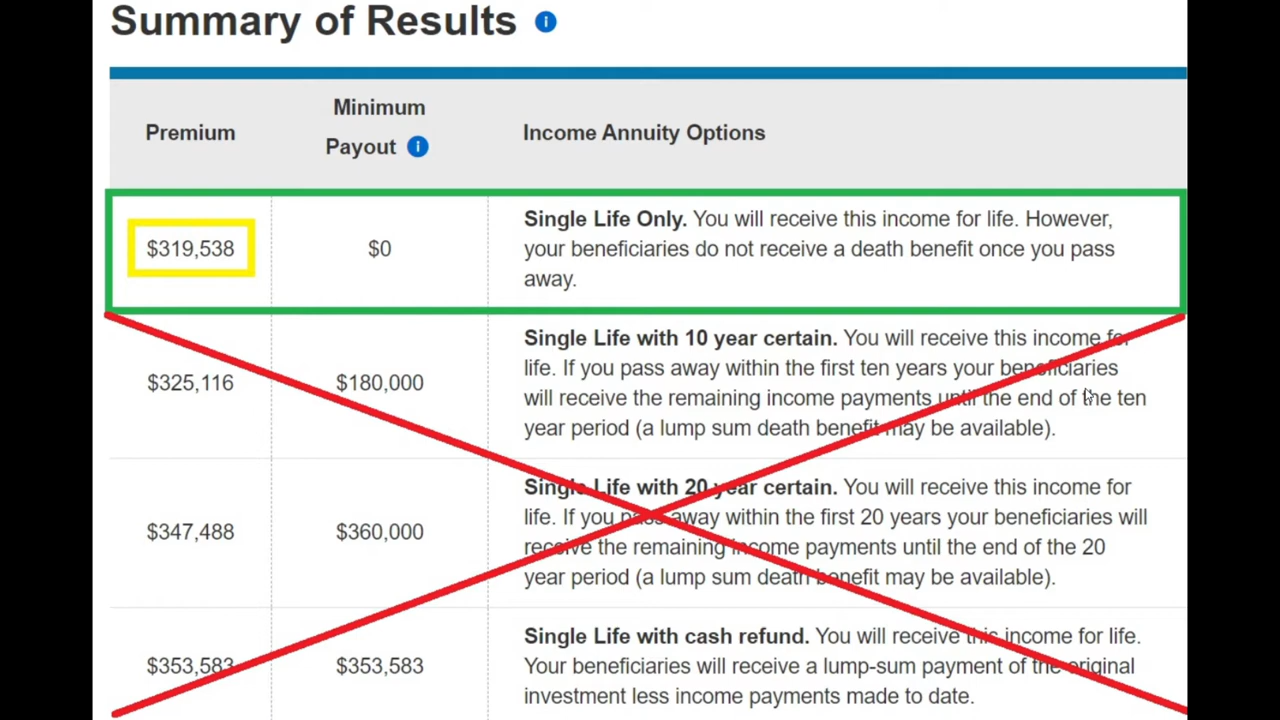 Summary of Results
Premium
Minimum
Payout
Income Annuity Options
$319,538
$0
Single Life Only. You will receive this income for life. However,
your beneficiaries do not receive a death benefit once you pass
away.
$325,116
$180,000
Single Life with 10 year certain. You will receive this income for
life. If you pass away within the first ten years your beneficiaries
will receive the remaining income payments until the end of the ten
year period (a lump sum death benefit may be available).
$347,488
$360,000
Single Life with 20 year certain. You will receive this income for
life. If you pass away within the first 20 years your beneficiaries will
receive the remaining income payments until the end of the 20
year period (a lump sum death benefit may be available).
$353,583
$353,583
Single Life with cash refund. You will receive this income for life.
Your beneficiaries will receive a lump-sum payment of the original
investment less income payments made to date.